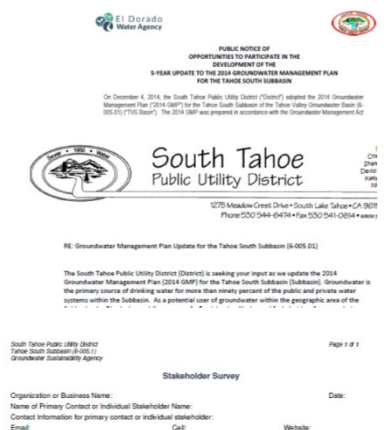 El Dorado
Water Agency
PUBLIC NOTICE OF
OPPORTUNITIES TO PARTICIPATE IN THE
DEVELOPMENT OF THE
5-YEAR UPDATE TO THE 2014 GROUNDWATER MANAGEMENT PLAN
FOR THE TAHOE SOUTH SUBBASIN
On December 4, 2014, the South Tahoe Public Utility District ("District") adopted the 2014 Groundwater
Management Plan ("2014 GMP") for the Tahoe South Subbasin of the Tahoe Valley Groundwater Basin (6-
005.01) ("TVS Basin"). The 2014 GMP was prepared in accordance with the Groundwater Management Act
Sewer • 1950 • Water
South Tahoe
Public Utility District
1275 Meadow Crest Drive • South Lake Tahoe • CA 9615
Phone 530 544-6474 • Fax 530 541-0614 •
RE: Groundwater Management Plan Update for the Tahoe South Subbasin (6-005.01)
The South Tahoe Public Utility District (District) is seeking your input as we update the 2014
Groundwater Management Plan (2014 GMP) for the Tahoe South Subbasin (Subbasin). Groundwater is
the primary source of drinking water for more than ninety percent of the public and private water
systems within the Subbasin. As a potential user of groundwater within the geographic area of the
South Tahoe Public Utility District
Tahoe South Subbasin (6-005.1)
Groundwater Sustainability Agency
Page 1 of 1
Stakeholder Survey
Organization or Business Name: Date:
Name of Primary Contact or Individual Stakeholder Name:
Contact Information for primary contact or individual stakeholder:
Email: Cell: Website: